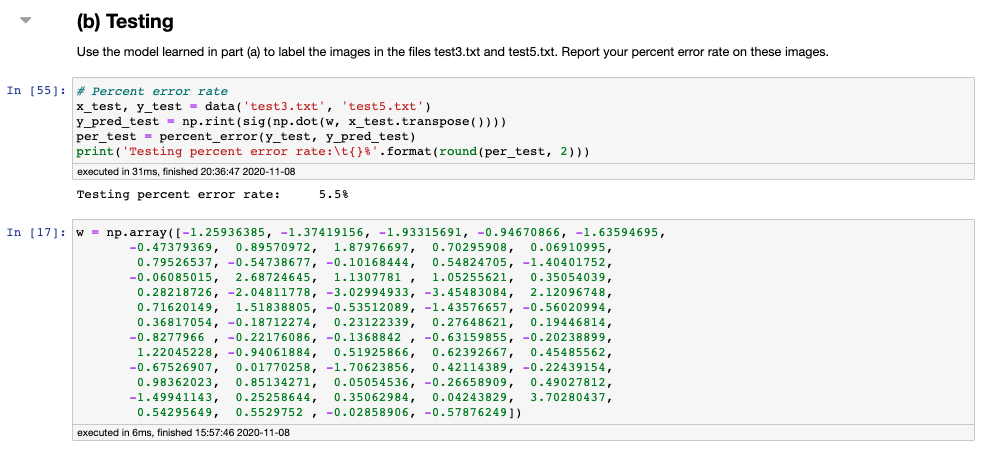 (b) Testing
Use the model learned in part (a) to label the images in the files test3.txt and test5.txt. Report your percent error rate on these images.
In [55]: # Percent error rate
x_test, y_test = data('test3.txt', 'test5.txt')
y_pred_test = np.rint(sig(np.dot(w, x_test.transpose())))
per_test = percent_error(y_test, y_pred_test)
print('Testing percent error rate:\t{}%'.format(round(per_test, 2)))
executed in 31ms, finished 20:36:47 2020-11-08
Testing percent error rate: 5.5%
In [17]: w = np.array([-1.25936385, -1.37419156, -1.93315691, -0.94670866, -1.63594695,
-0.47379369, 0.89570972, 1.87976697, 0.70295908, 0.06910995,
0.79526537, -0.54738677, -0.10168444, 0.54824705, -1.40401752,
-0.06085015, 2.68724645, 1.1307781 , 1.05255621, 0.35054039,
0.28218726, -2.04811778, -3.02994933, -3.45483084, 2.12096748,
0.71620149, 1.51838805, -0.53512089, -1.43576657, -0.56020994,
0.36817054, -0.18712274, 0.23122339, 0.27648621, 0.19446814,
-0.8277966 , -0.22176086, -0.1368842 , -0.63159855, -0.20238899,
1.22045228, -0.94061884, 0.51925866, 0.62392667, 0.45485562,
-0.67526907, 0.01770258, -1.70623856, 0.42114389, -0.22439154,
0.98362023, 0.85134271, 0.05054536, -0.26658909, 0.49027812,
-1.49941143, 0.25258644, 0.35062984, 0.04243829, 3.70280437,
0.54295649, 0.5529752 , -0.02858906, -0.57876249])
executed in 6ms, finished 15:57:46 2020-11-08